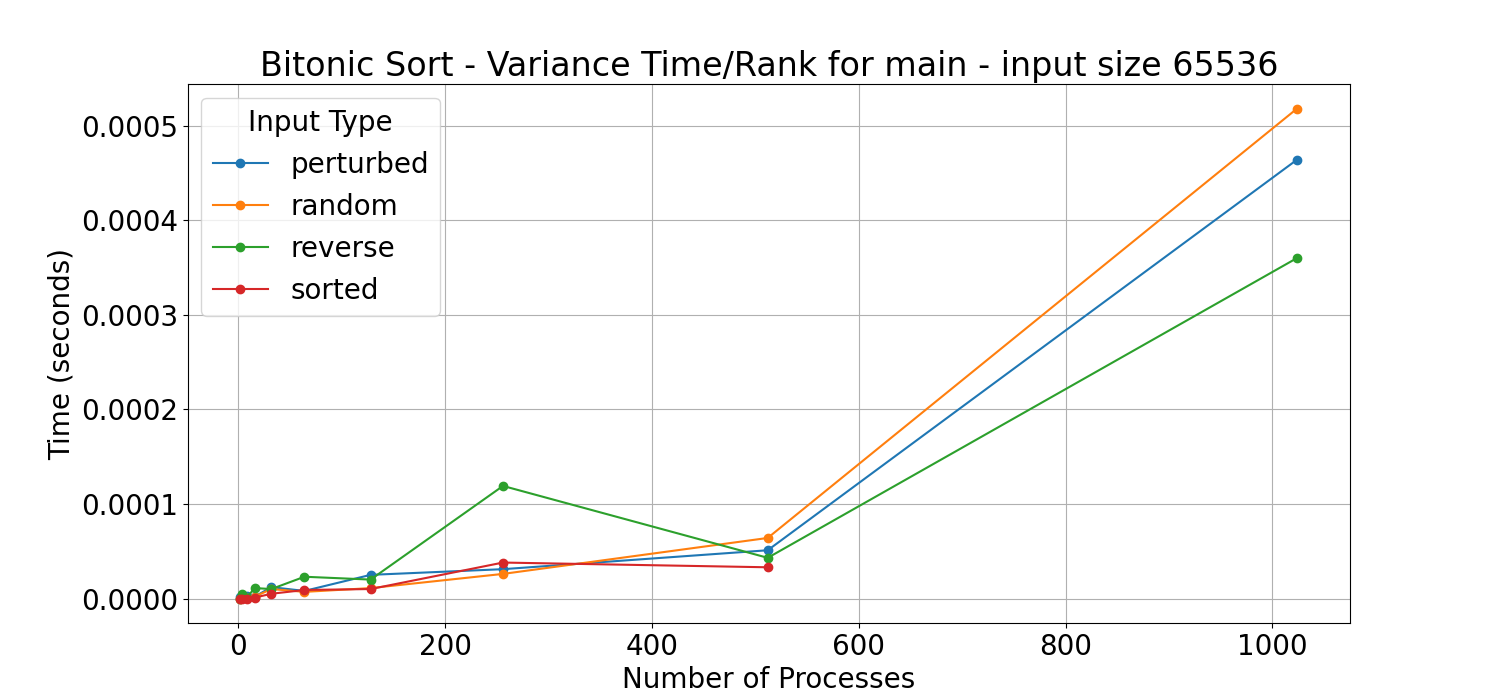 Bitonic Sort - Variance Time/Rank for main - input size 65536
Input Type
perturbed
random
reverse
sorted
Time (seconds)
0.0005
0.0004
0.0003
0.0002
0.0001
0.0000
0 200 400 600 800 1000
Number of Processes